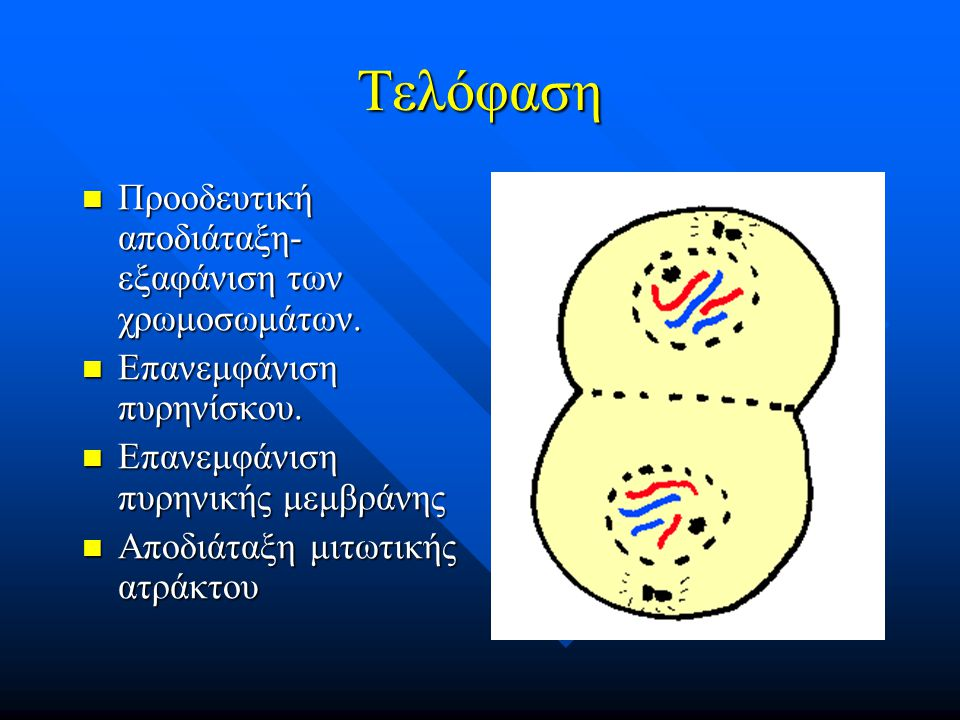 Τελόφαση
Προοδευτική
αποδιάταξη-
εξαφάνιση των
χρωμοσωμάτων.
Επανεμφάνιση
πυρηνίσκου.
Επανεμφάνιση
πυρηνικής μεμβράνης
Αποδιάταξη μιτωτικής
ατράκτου